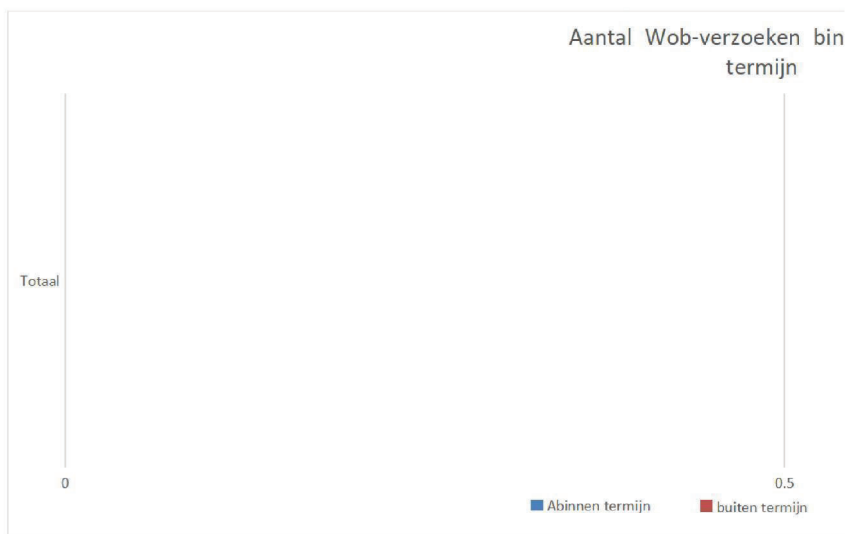 Aantal Wob-verzoeken bin
termijn
Totaal
0
0.5
Abinnen termijn
buiten termijn